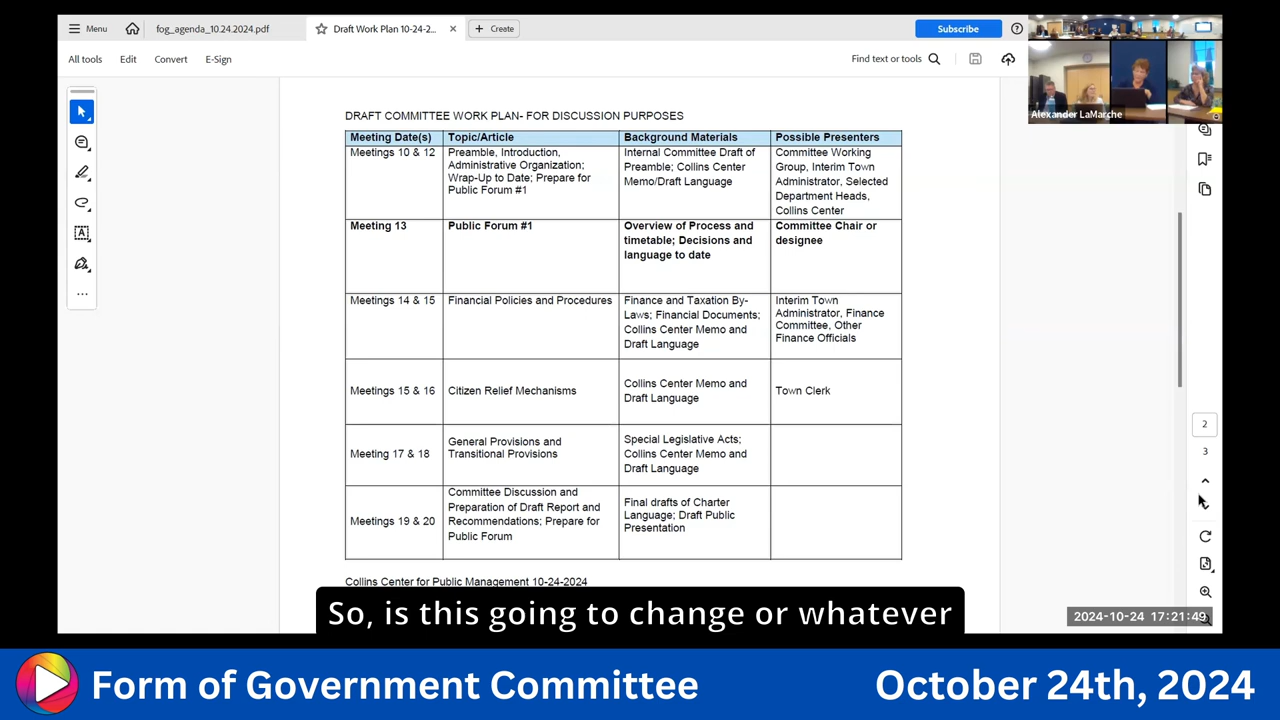 Menu
fog_agenda_10.24.2024.pdf
Draft Work Plan 10-24-2...
Create
Subscribe
All tools
Edit
Convert
E-Sign
Find text or tools
Alexander LaMarche
DRAFT COMMITTEE WORK PLAN- FOR DISCUSSION PURPOSES
Meeting Date(s)
Topic/Article
Background Materials
Possible Presenters
Meetings 10 & 12
Preamble, Introduction,
Administrative Organization;
Wrap-Up to Date; Prepare for
Public Forum #1
Internal Committee Draft of
Preamble; Collins Center
Memo/Draft Language
Committee Working
Group, Interim Town
Administrator, Selected
Department Heads,
Collins Center
Meeting 13
Public Forum #1
Overview of Process and
timetable; Decisions and
language to date
Committee Chair or
designee
Meetings 14 & 15
Financial Policies and Procedures
Finance and Taxation By-
Laws; Financial Documents;
Collins Center Memo and
Draft Language
Interim Town
Administrator, Finance
Committee, Other
Finance Officials
Meetings 15 & 16
Citizen Relief Mechanisms
Collins Center Memo and
Draft Language
Town Clerk
Meeting 17 & 18
General Provisions and
Transitional Provisions
Special Legislative Acts;
Collins Center Memo and
Draft Language
Meetings 19 & 20
Committee Discussion and
Preparation of Draft Report and
Recommendations; Prepare for
Public Forum
Final drafts of Charter
Language; Draft Public
Presentation
Collins Center for Public Management 10-24-2024
2
3
So, is this going to change or whatever
2024-10-24 17:21:49
Form of Government Committee
October 24th, 2024